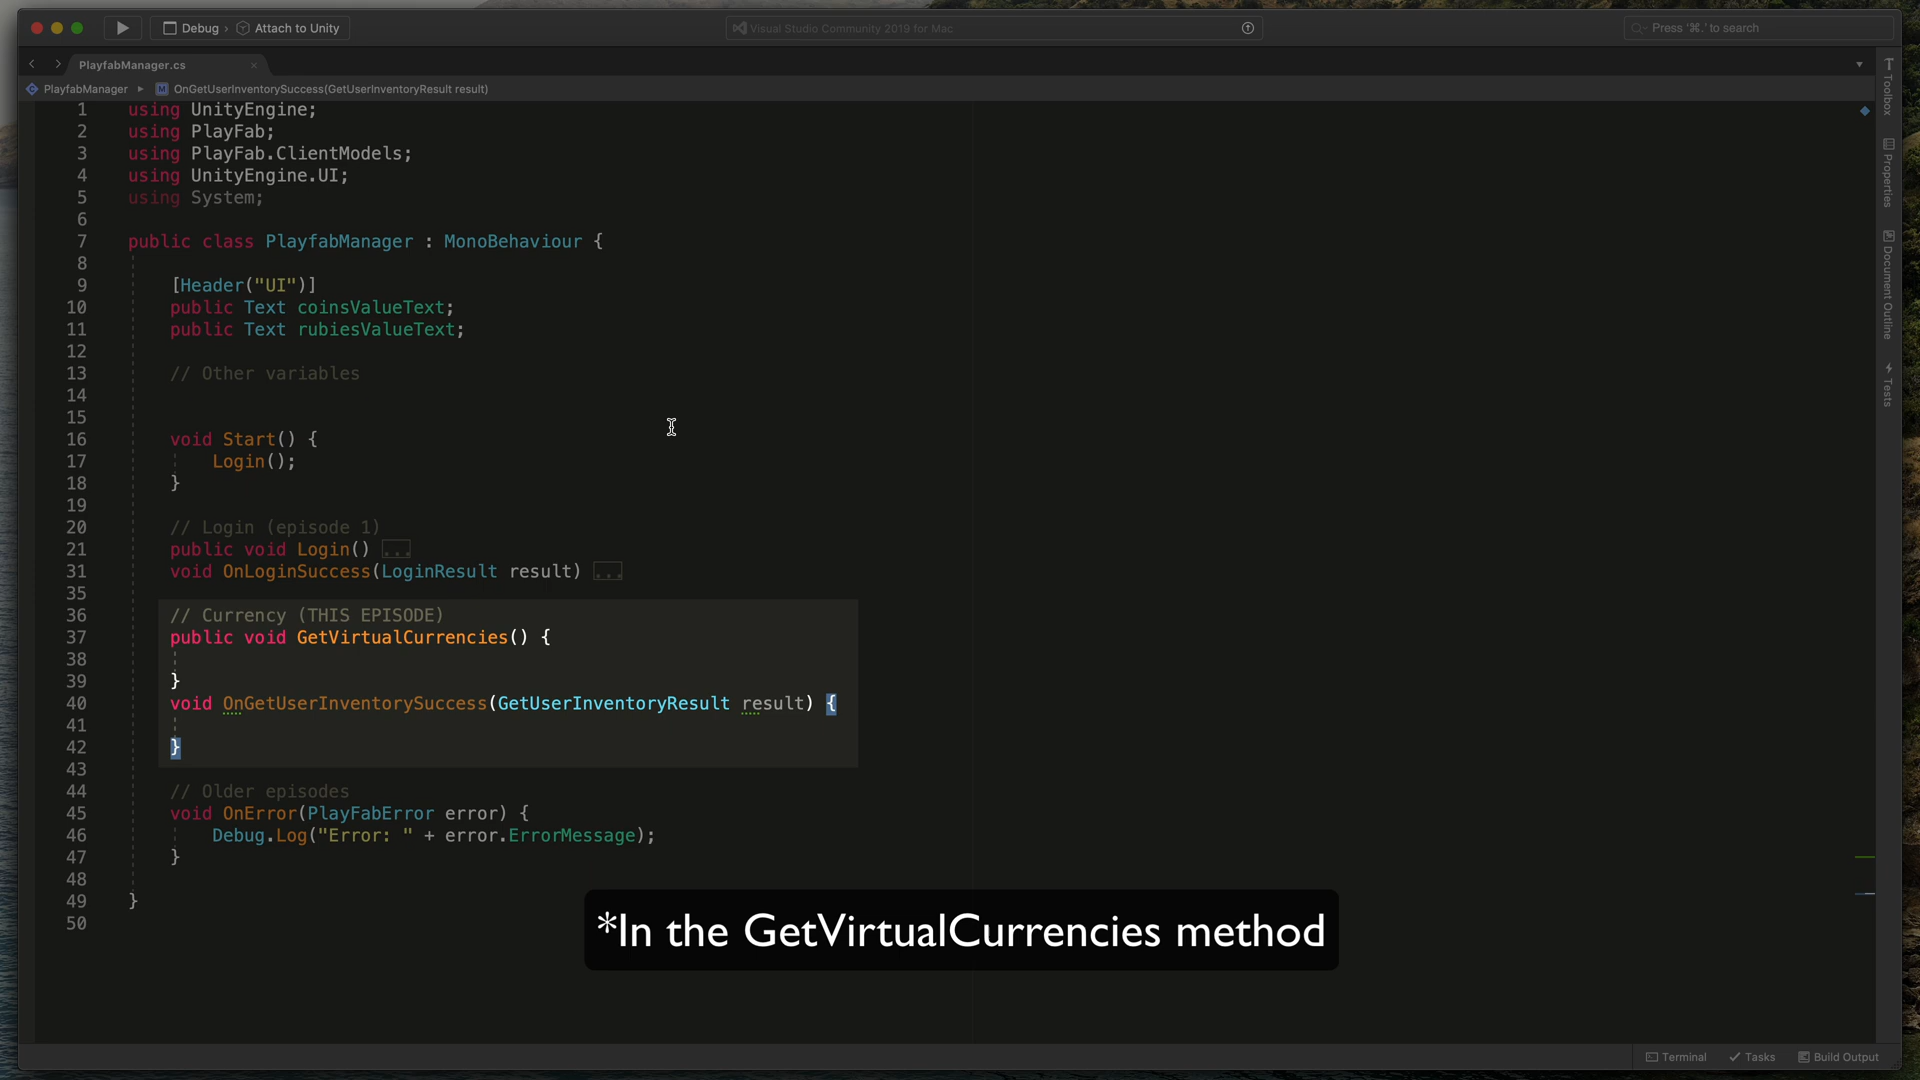 Debug › Attach to Unity
Visual Studio Community 2019 for Mac
Press '⌘.' to search
PlayfabManager.cs
PlayfabManager ▸ M OnGetUserInventorySuccess(GetUserInventoryResult result)
1 using UnityEngine;
2 using PlayFab;
3 using PlayFab.ClientModels;
4 using UnityEngine.UI;
5 using System;
6
7 public class PlayfabManager : MonoBehaviour {
8
9 [Header("UI")]
10 public Text coinsValueText;
11 public Text rubiesValueText;
12
13 // Other variables
14
15
16 void Start() {
17 Login();
18 }
19
20 // Login (episode 1)
21 public void Login() ...
31 void OnLoginSuccess(LoginResult result) ...
35
36 // Currency (THIS EPISODE)
37 public void GetVirtualCurrencies() {
38
39 }
40 void OnGetUserInventorySuccess(GetUserInventoryResult result) {
41
42 }
43
44 // Older episodes
45 void OnError(PlayFabError error) {
46 Debug.Log("Error: " + error.ErrorMessage);
47 }
48
49 }
50
*In the GetVirtualCurrencies method
Toolbox
Properties
Document Outline
Tests
Terminal
Tasks
Build Output